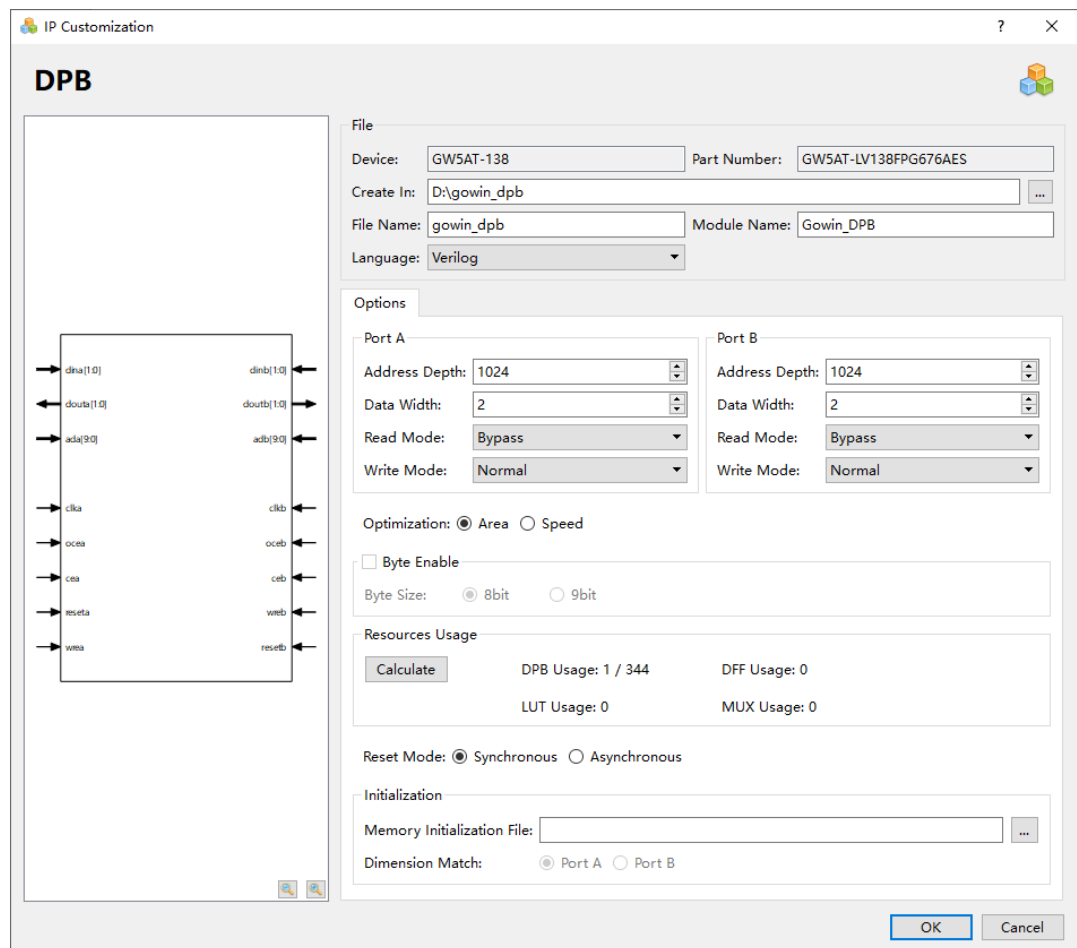 IP Customization
?
DPB
File
Device: GW5AT-138 Part Number: GW5AT-LV138FPG676AES
Create In: D:\gowin_dpb ...
File Name: gowin_dpb Module Name: Gowin_DPB
Language: Verilog
Options
Port A Port B
Address Depth: 1024 Address Depth: 1024
Data Width: 2 Data Width: 2
Read Mode: Bypass Read Mode: Bypass
Write Mode: Normal Write Mode: Normal
Optimization: Area Speed
Byte Enable
Byte Size: 8bit 9bit
Resources Usage
Calculate DPB Usage: 1 / 344 DFF Usage: 0
LUT Usage: 0 MUX Usage: 0
Reset Mode: Synchronous Asynchronous
Initialization
Memory Initialization File: ...
Dimension Match: Port A Port B
dina[1:0] dinb[1:0]
douta[1:0] doutb[1:0]
ada[9:0] adb[9:0]
clka clkb
ocea oceb
cea ceb
reseta wreb
wrea resetb
OK Cancel